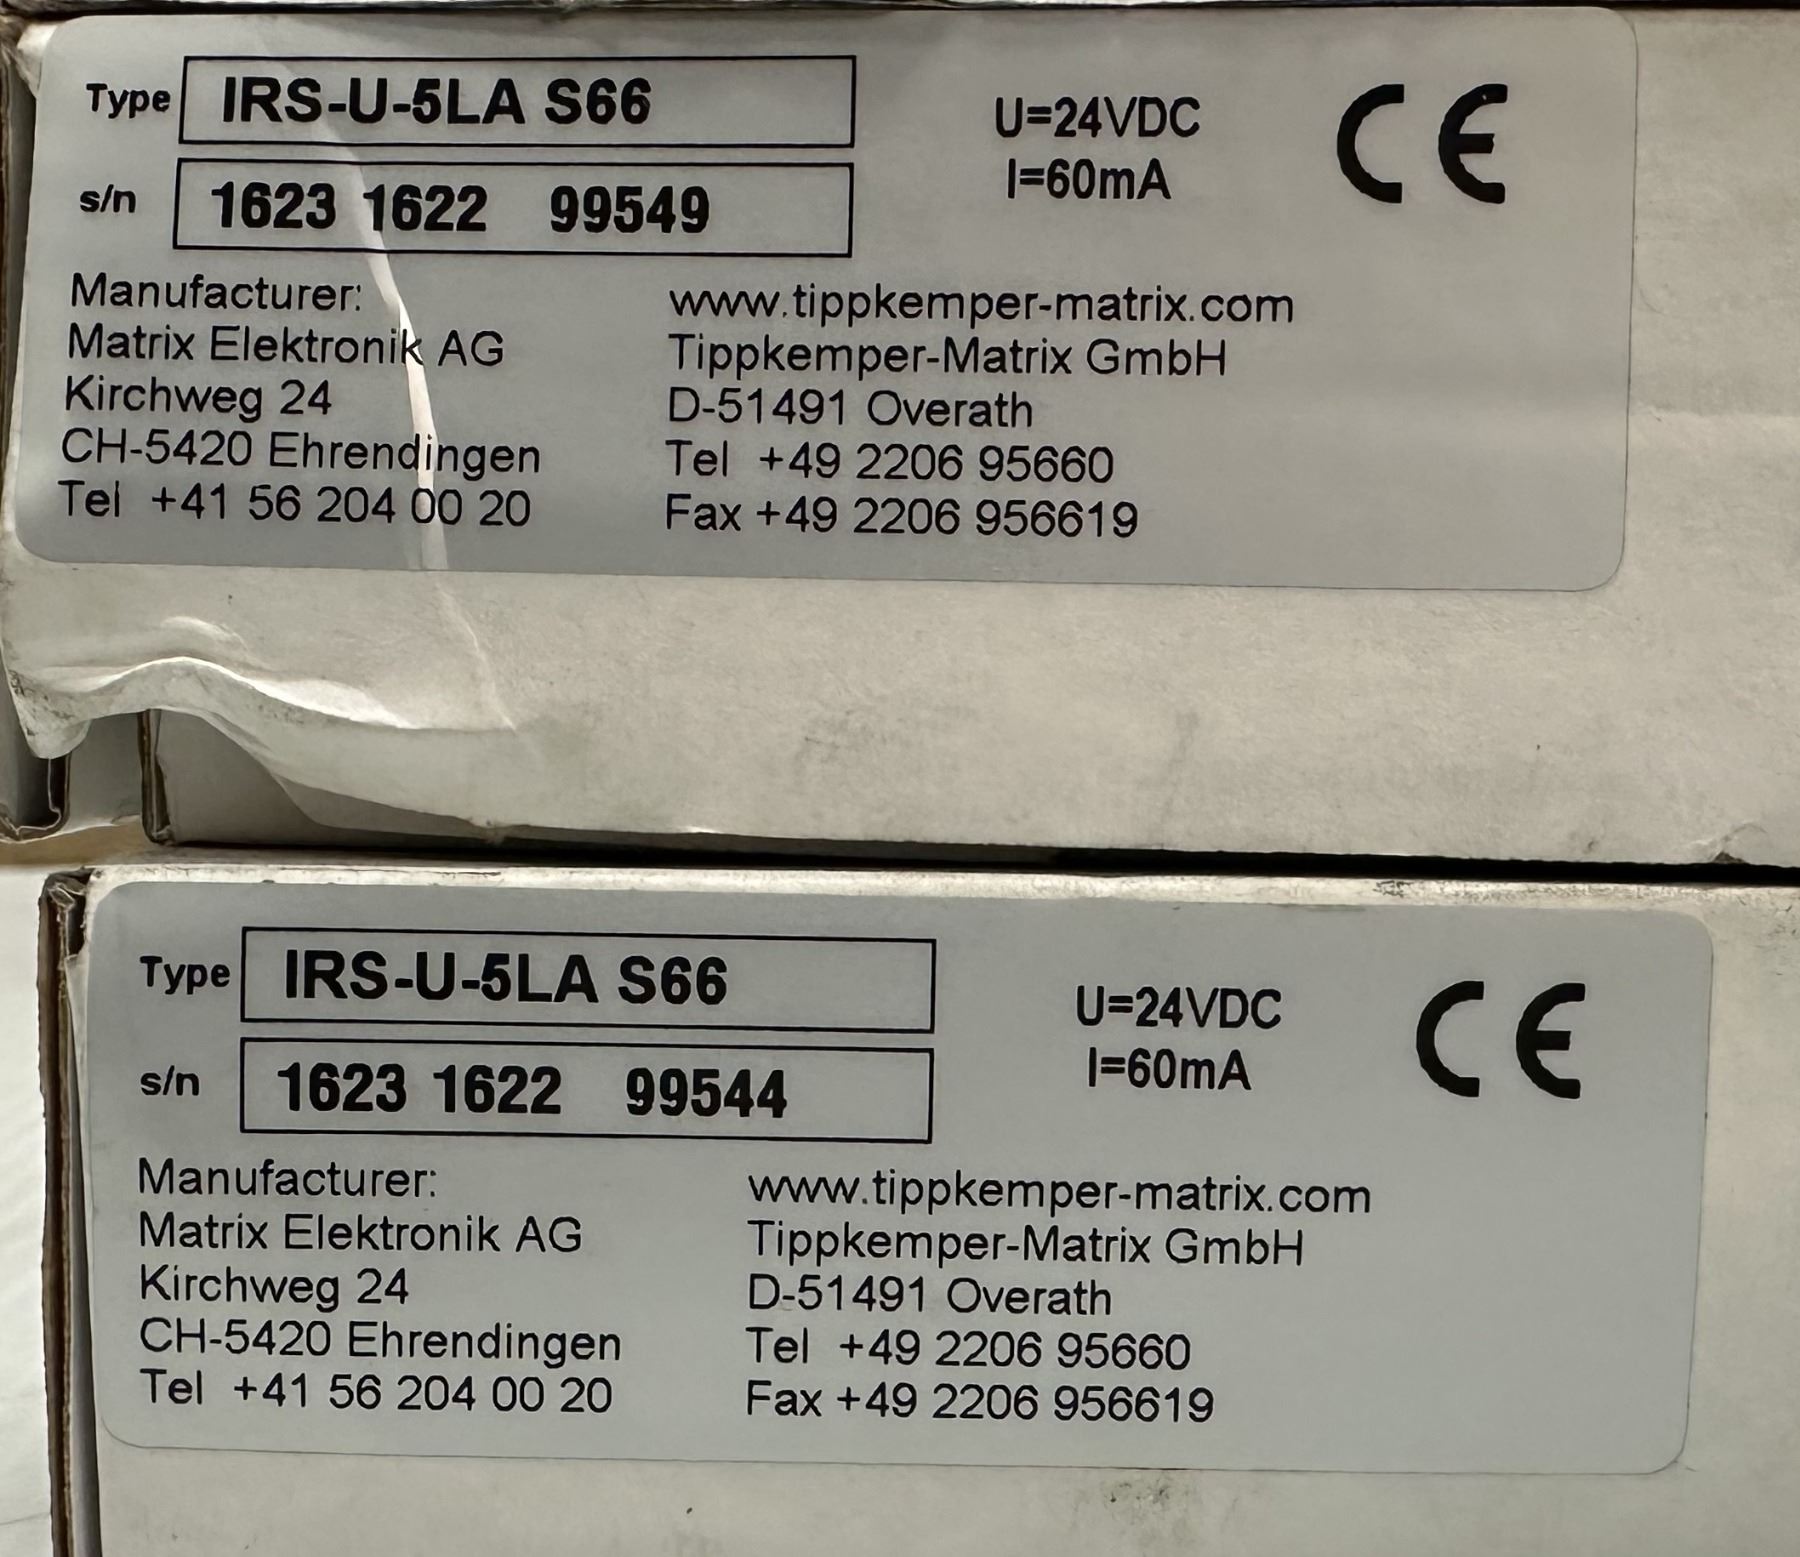 Type IRS-U-5LA S66
s/n 1623 1622 99549
U=24VDC
I=60mA
CE
Manufacturer:
Matrix Elektronik AG
Kirchweg 24
CH-5420 Ehrendingen
Tel +41 56 204 00 20
www.tippkemper-matrix.com
Tippkemper-Matrix GmbH
D-51491 Overath
Tel +49 2206 95660
Fax +49 2206 956619
Type IRS-U-5LA S66
s/n 1623 1622 99544
U=24VDC
I=60mA
CE
Manufacturer:
Matrix Elektronik AG
Kirchweg 24
CH-5420 Ehrendingen
Tel +41 56 204 00 20
www.tippkemper-matrix.com
Tippkemper-Matrix GmbH
D-51491 Overath
Tel +49 2206 95660
Fax +49 2206 956619